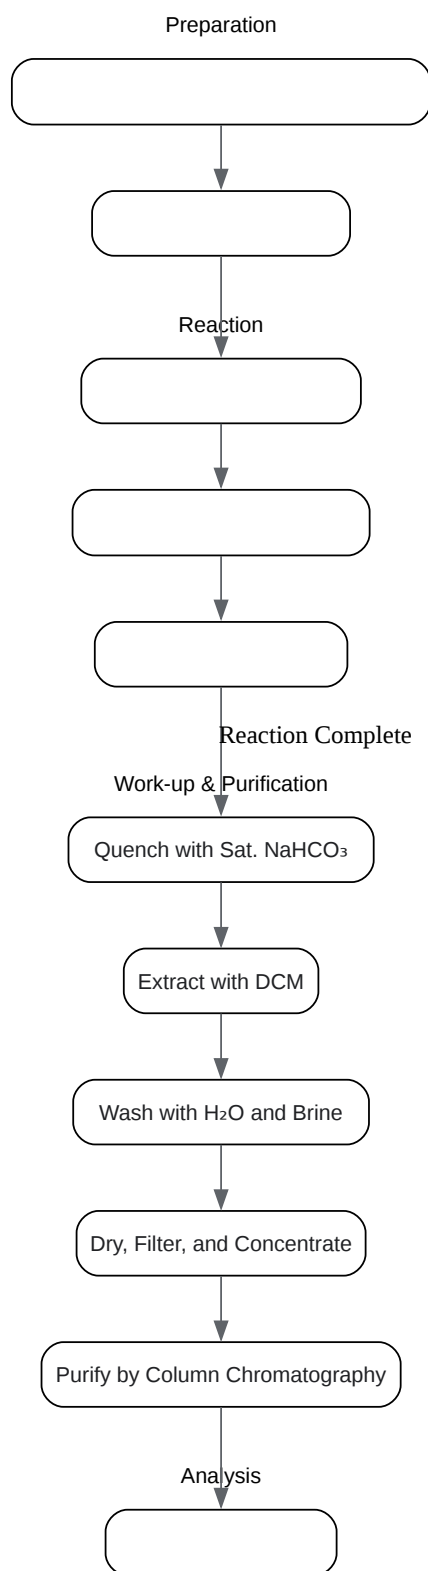 Preparation
Reaction
Reaction Complete
Work-up & Purification
Quench with Sat. NaHCO₃
Extract with DCM
Wash with H₂O and Brine
Dry, Filter, and Concentrate
Purify by Column Chromatography
Analysis